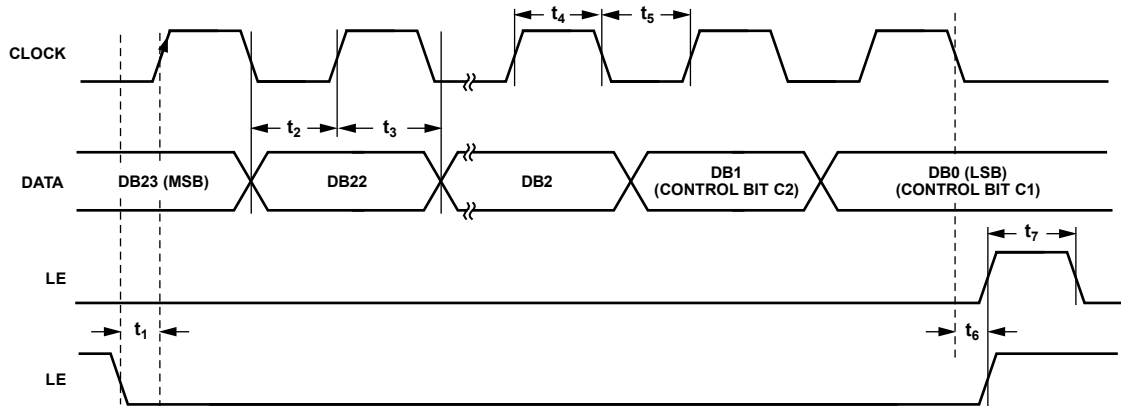 t4
t5
CLOCK
t2
t3
DATA
DB23 (MSB)
DB22
DB2
DB1
(CONTROL BIT C2)
DB0 (LSB)
(CONTROL BIT C1)
t7
LE
t1
t6
LE